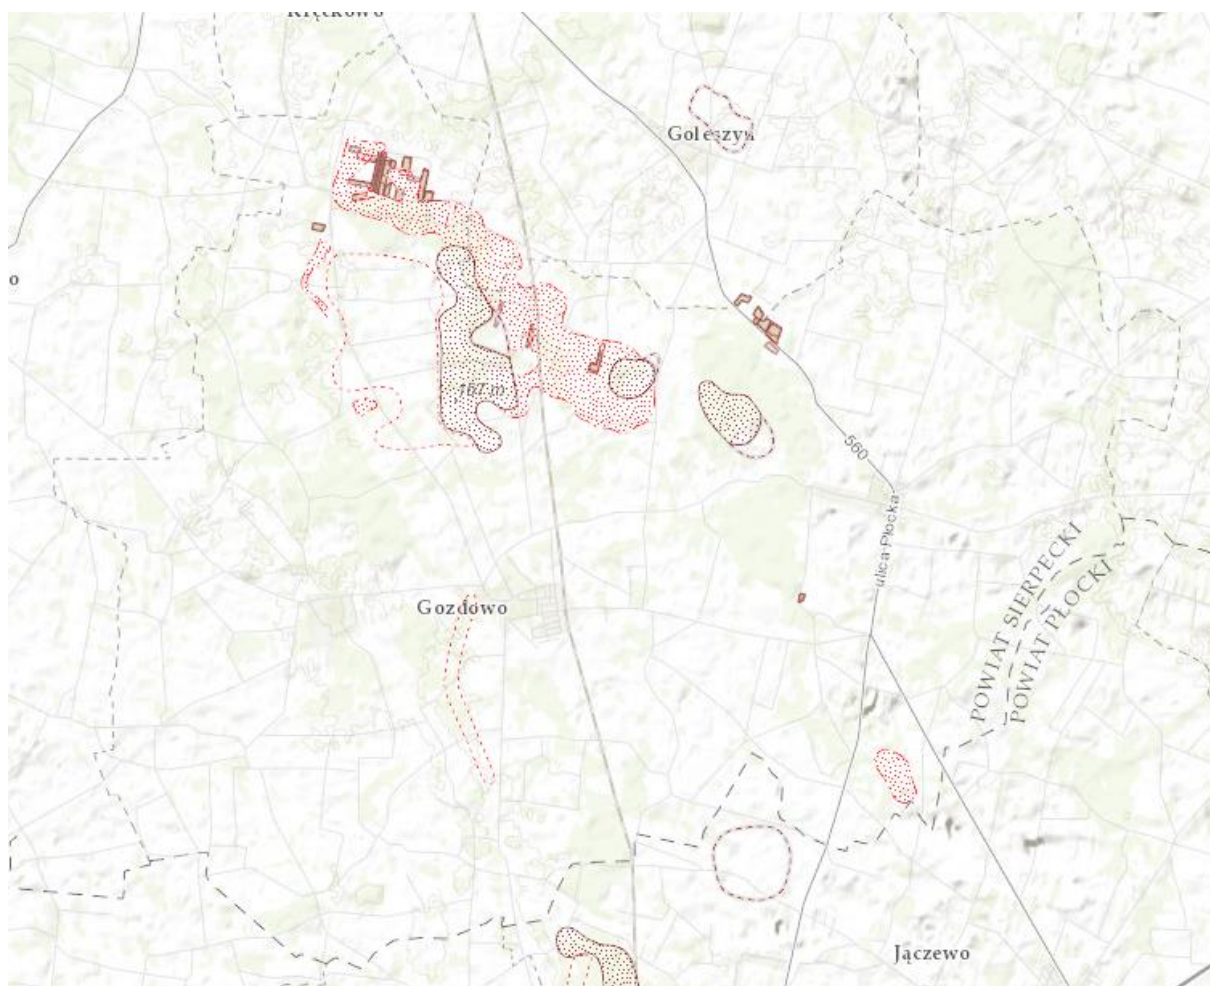 Goleszyn
o
167 m
560
ulica Płocka
Gozdowo
POWIAT SIERPECKI
POWIAT PŁOCKI
Jączewo